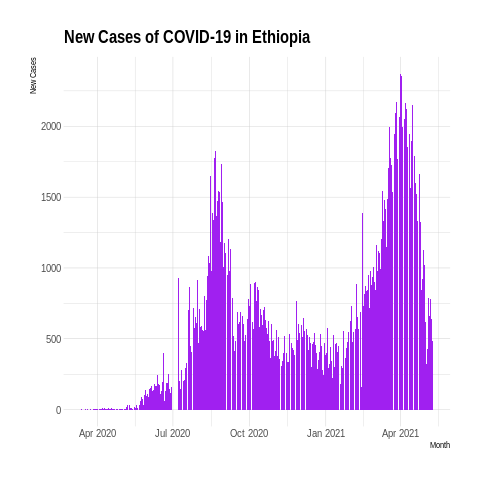 New Cases of COVID-19 in Ethiopia
New Cases
2000
1500
1000
500
0
Apr 2020 Jul 2020 Oct 2020 Jan 2021 Apr 2021
Month